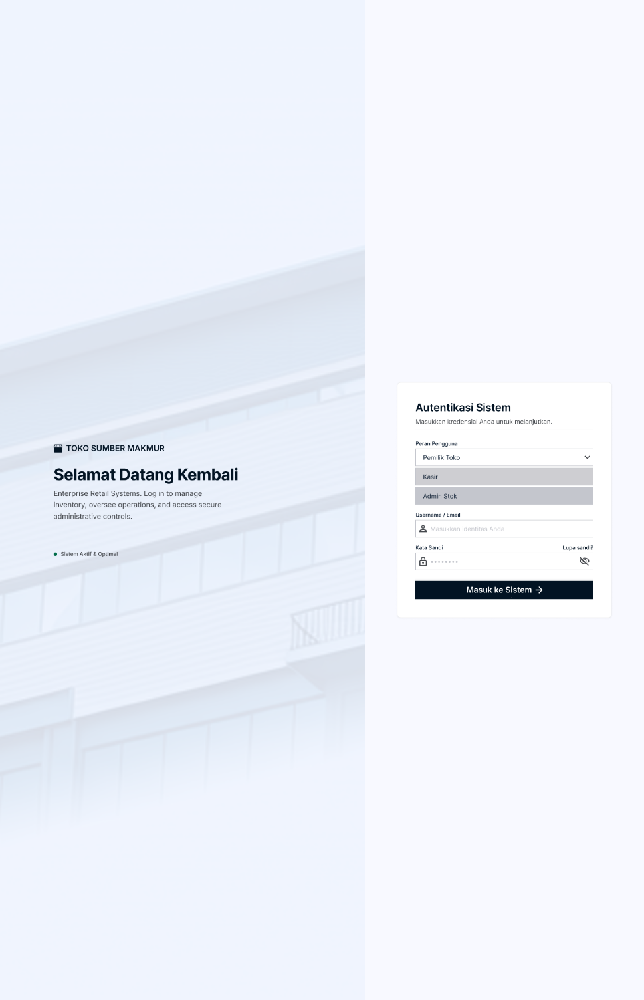 TOKO SUMBER MAKMUR
Selamat Datang Kembali
Enterprise Retail Systems. Log in to manage
inventory, oversee operations, and access secure
administrative controls.
Sistem Aktif & Optimal
Autentikasi Sistem
Masukkan kredensial Anda untuk melanjutkan.
Peran Pengguna
Pemilik Toko
Kasir
Admin Stok
Username / Email
Masukkan identitas Anda
Kata Sandi Lupa sandi?
••••••••
Masuk ke Sistem →